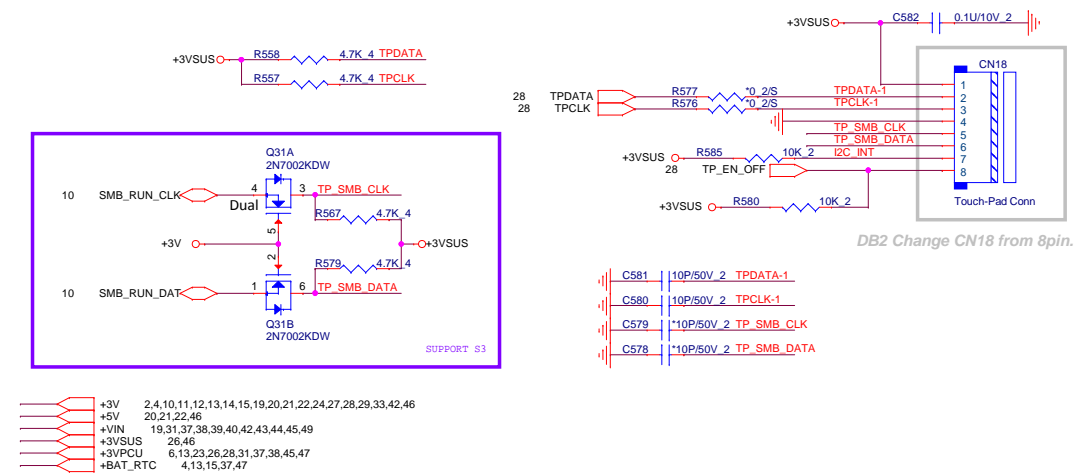 +3VSUS C582 0.1U/10V_2
+3VSUS R558 4.7K_4 TPDATA
R557 4.7K_4 TPCLK
CN18
28 TPDATA R577 *0_2/S TPDATA-1 1
28 TPCLK R576 *0_2/S TPCLK-1 2
3
4
TP_SMB_CLK 5
TP_SMB_DATA 6
+3VSUS R585 10K_2 I2C_INT 7
28 TP_EN_OFF 8
+3VSUS R580 10K_2
Touch-Pad Conn
DB2 Change CN18 from 8pin.
Q31A
2N7002KDW
10 SMB_RUN_CLK 4 3 TP_SMB_CLK
Dual
R567 4.7K_4
5
+3V +3VSUS
2
R579 4.7K_4
10 SMB_RUN_DAT 1 6 TP_SMB_DATA
Q31B
2N7002KDW
SUPPORT S3
C581 10P/50V_2 TPDATA-1
C580 10P/50V_2 TPCLK-1
C579 *10P/50V_2 TP_SMB_CLK
C578 *10P/50V_2 TP_SMB_DATA
+3V 2,4,10,11,12,13,14,15,19,20,21,22,24,27,28,29,33,42,46
+5V 20,21,22,46
+VIN 19,31,37,38,39,40,42,43,44,45,49
+3VSUS 26,46
+3VPCU 6,13,23,26,28,31,37,38,45,47
+BAT_RTC 4,13,15,37,47